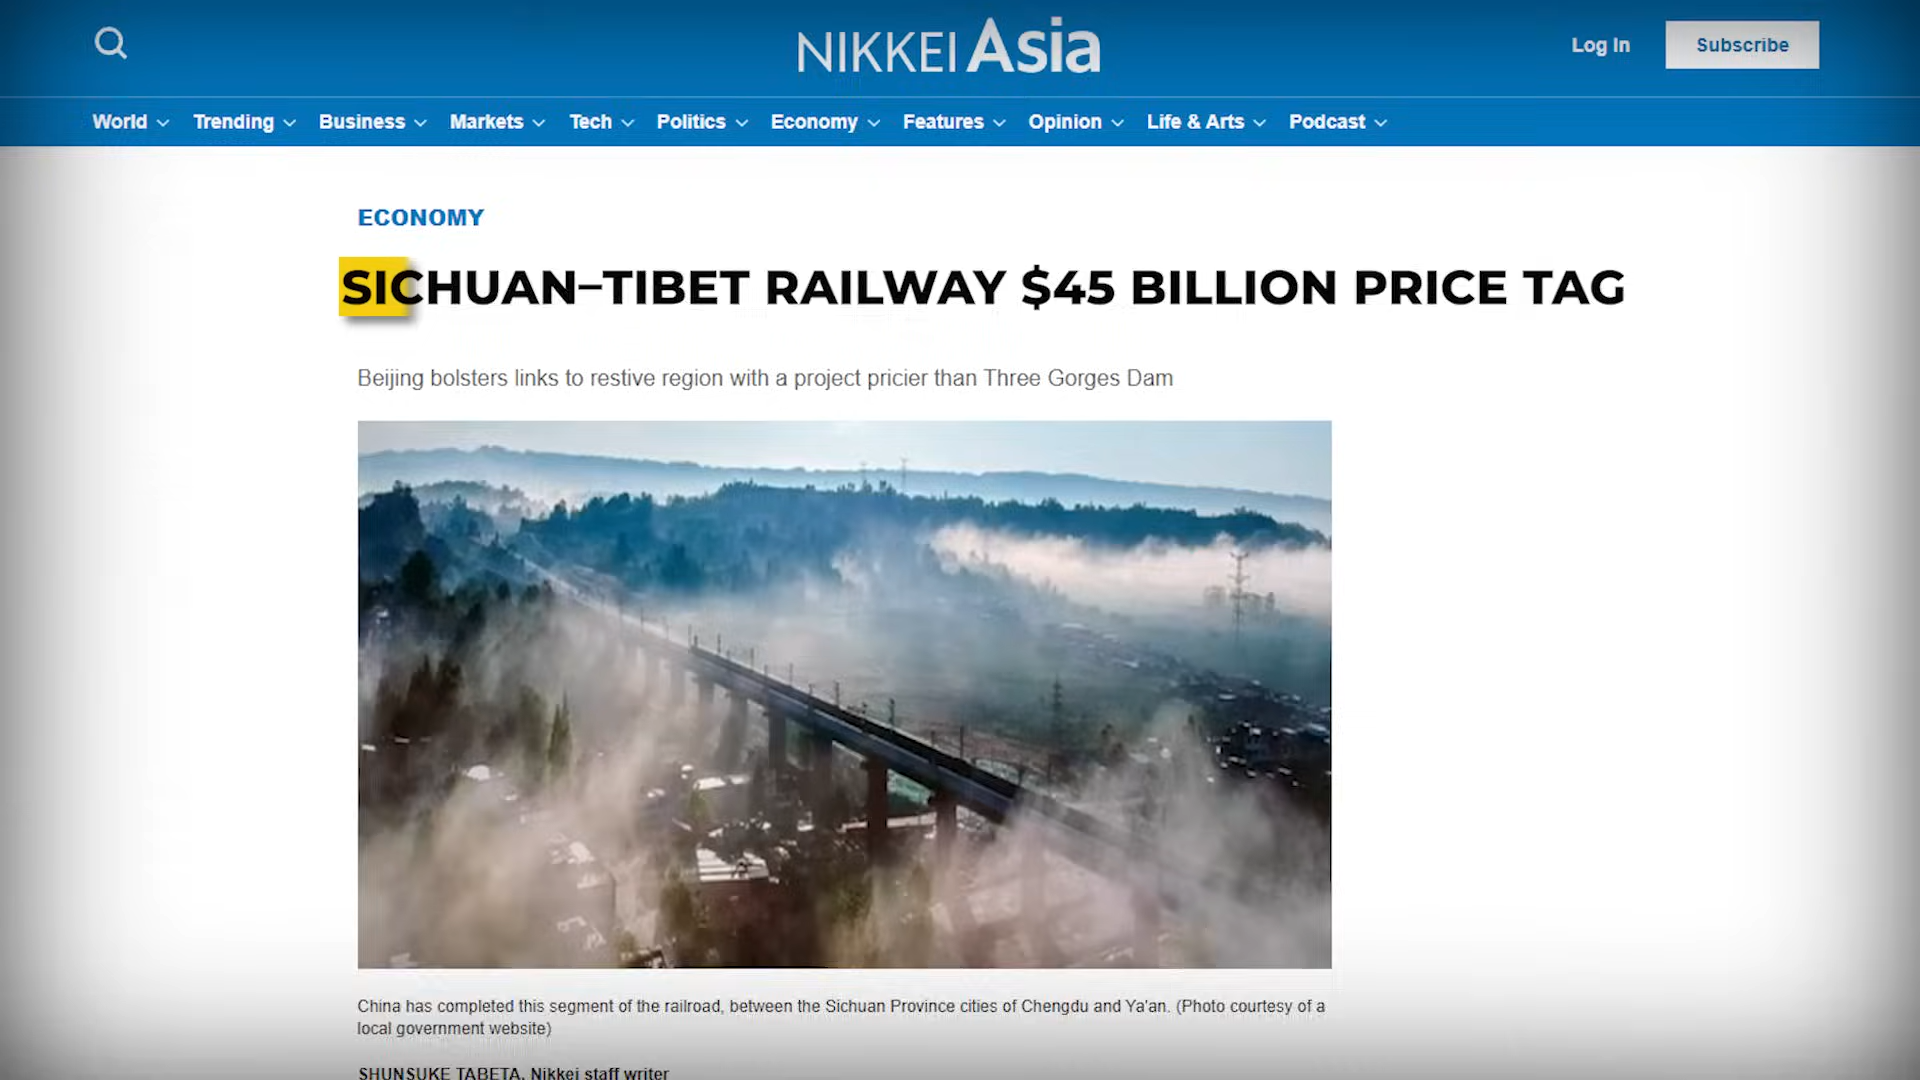 NIKKEI Asia
Log In
Subscribe
World
Trending
Business
Markets
Tech
Politics
Economy
Features
Opinion
Life & Arts
Podcast
ECONOMY
SICHUAN–TIBET RAILWAY $45 BILLION PRICE TAG
Beijing bolsters links to restive region with a project pricier than Three Gorges Dam
China has completed this segment of the railroad, between the Sichuan Province cities of Chengdu and Ya'an. (Photo courtesy of a
local government website)
SHUNSUKE TABETA, Nikkei staff writer